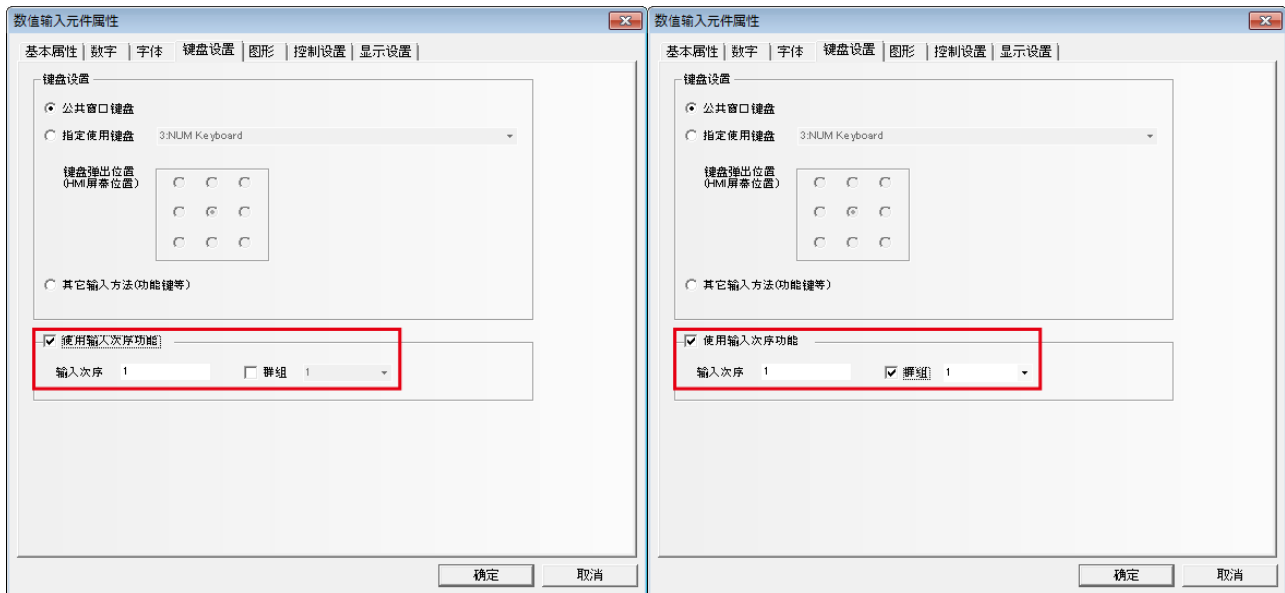 数值输入元件属性
基本属性 数字 字体 键盘设置 图形 控制设置 显示设置
键盘设置
公共窗口键盘
指定使用键盘 3:NUM Keyboard
键盘弹出位置
(HMI屏幕位置)
其它输入方法(功能键等)
使用输入次序功能
输入次序 1 群组 1
确定 取消
数值输入元件属性
基本属性 数字 字体 键盘设置 图形 控制设置 显示设置
键盘设置
公共窗口键盘
指定使用键盘 3:NUM Keyboard
键盘弹出位置
(HMI屏幕位置)
其它输入方法(功能键等)
使用输入次序功能
输入次序 1 群组 1
确定 取消